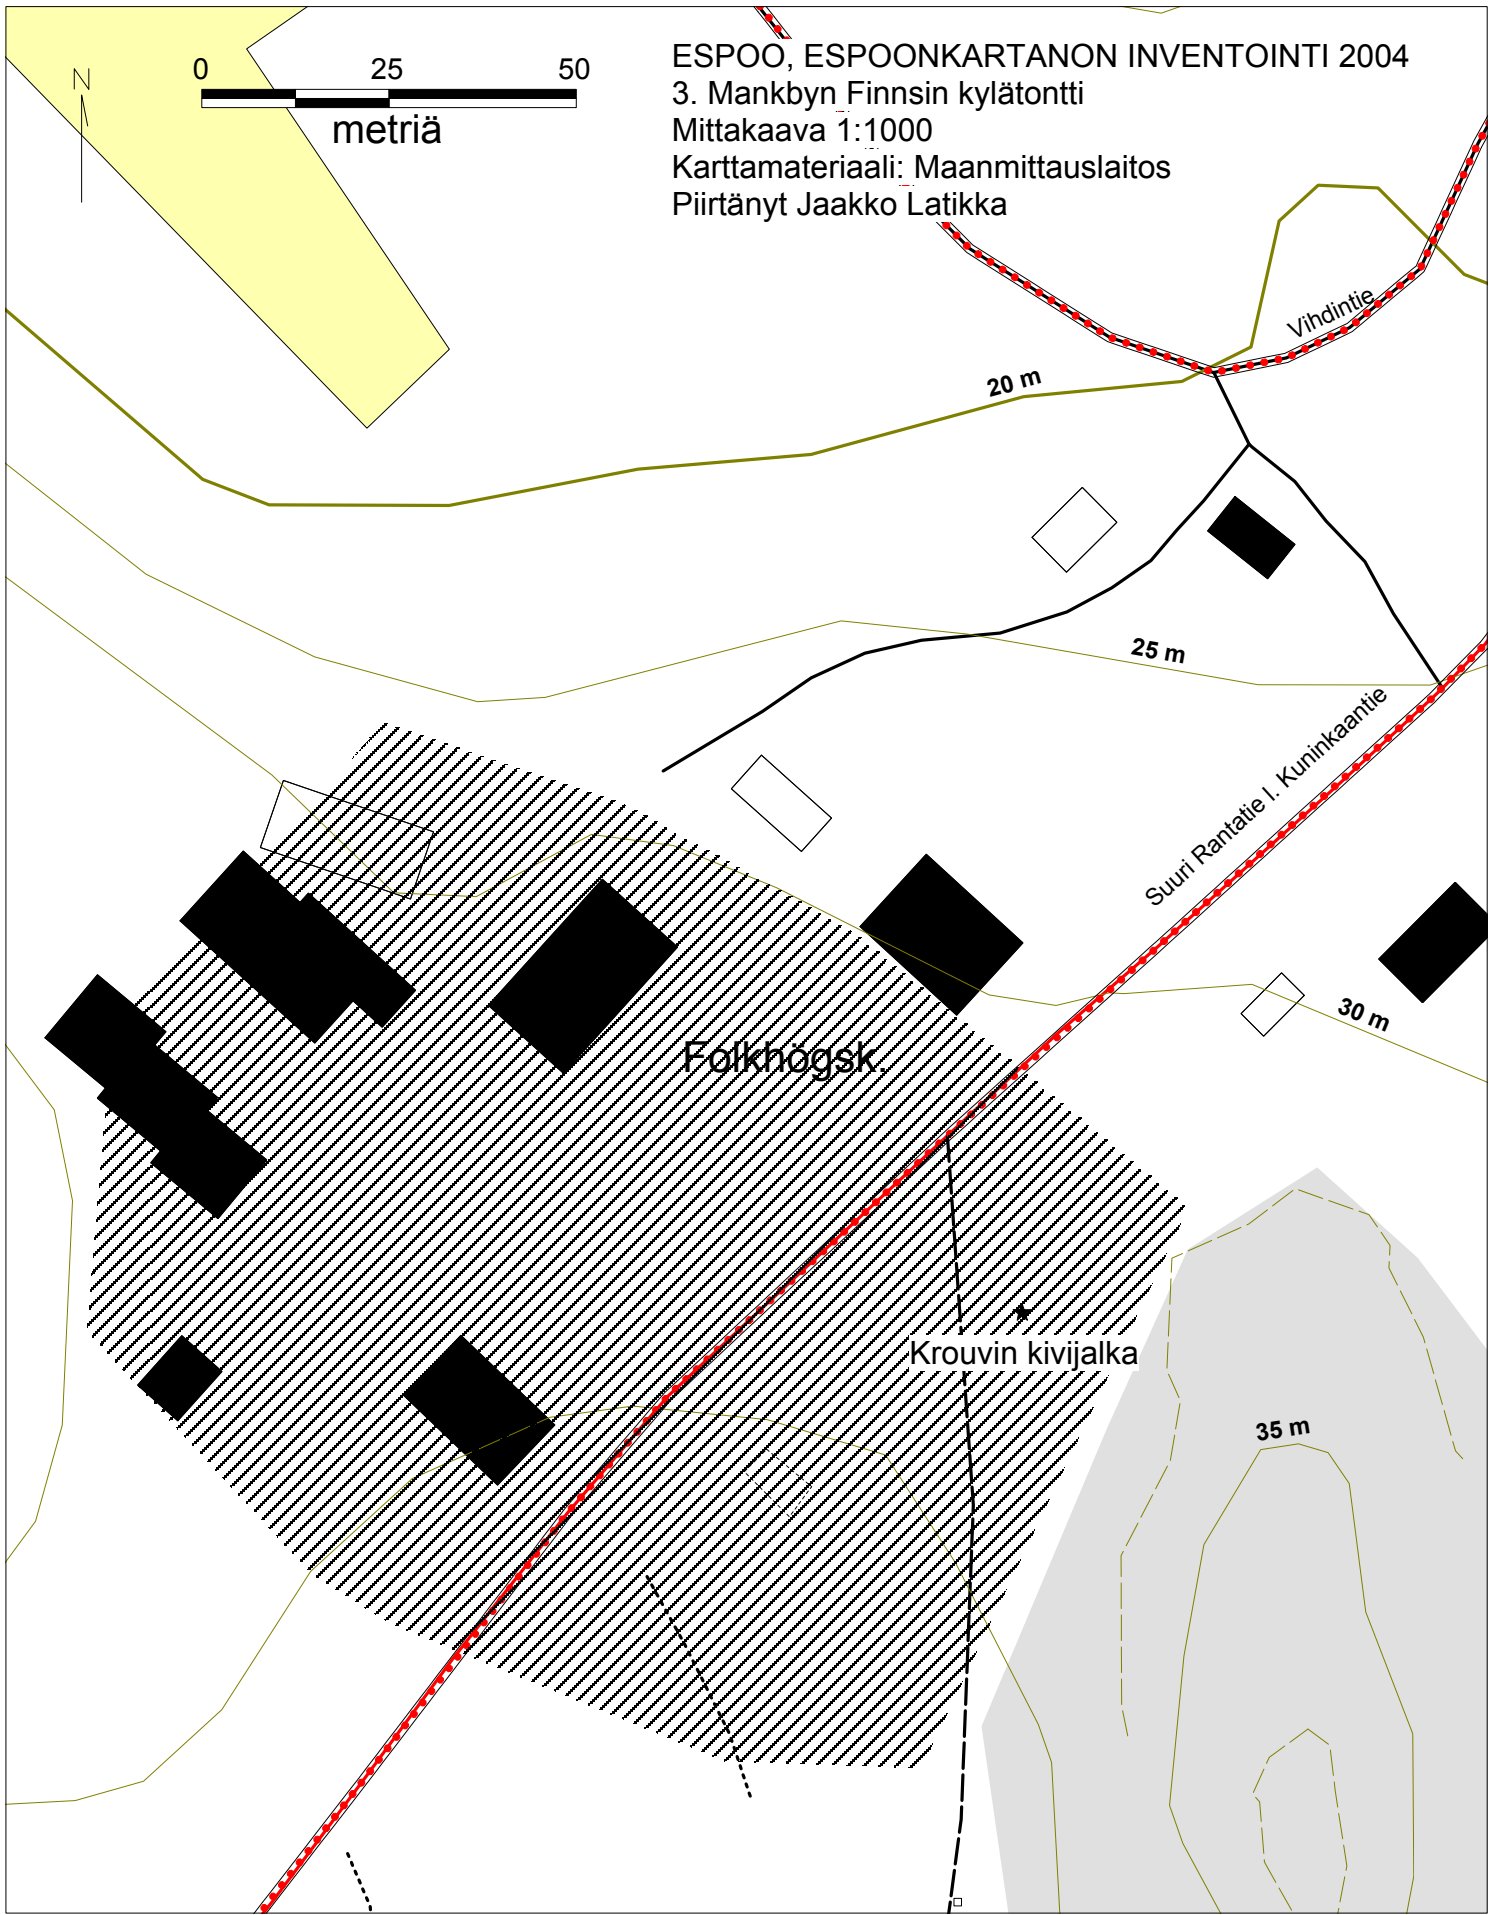 ESPOO, ESPOONKARTANON INVENTOINTI 2004
3. Mankbyn Finnsin kylätontti
Mittakaava 1:1000
Karttamateriaali: Maanmittauslaitos
Piirtänyt Jaakko Latikka
N
0 25 50
metriä
Vihdintie
20 m
25 m
Suuri Rantatie l. Kuninkaantie
30 m
Folkhögsk.
Krouvin kivijalka
35 m